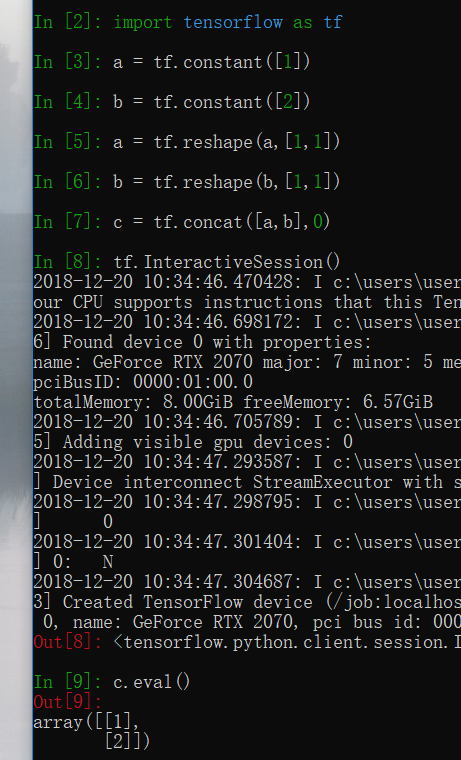 In [2]: import tensorflow as tf
In [3]: a = tf.constant([1])
In [4]: b = tf.constant([2])
In [5]: a = tf.reshape(a,[1,1])
In [6]: b = tf.reshape(b,[1,1])
In [7]: c = tf.concat([a,b],0)
In [8]: tf.InteractiveSession()
2018-12-20 10:34:46.470428: I c:\users\user
our CPU supports instructions that this Ten
2018-12-20 10:34:46.698172: I c:\users\user
6] Found device 0 with properties:
name: GeForce RTX 2070 major: 7 minor: 5 me
pciBusID: 0000:01:00.0
totalMemory: 8.00GiB freeMemory: 6.57GiB
2018-12-20 10:34:46.705789: I c:\users\user
5] Adding visible gpu devices: 0
2018-12-20 10:34:47.293587: I c:\users\user
] Device interconnect StreamExecutor with s
2018-12-20 10:34:47.298795: I c:\users\user
]      0
2018-12-20 10:34:47.301404: I c:\users\user
] 0:   N
2018-12-20 10:34:47.304687: I c:\users\user
3] Created TensorFlow device (/job:localhos
 0, name: GeForce RTX 2070, pci bus id: 000
Out[8]: <tensorflow.python.client.session.I
In [9]: c.eval()
Out[9]:
array([[1],
       [2]])